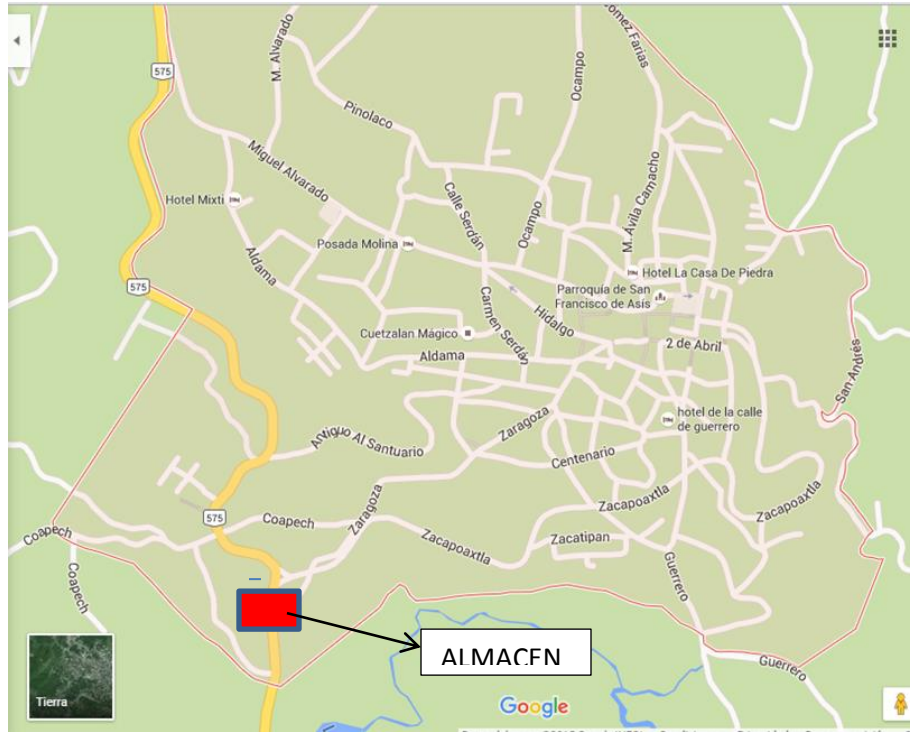 Gómez Farias
M. Alvarado
Ocampo
575
Pinolaco
Miguel Alvarado
Calle Serdán
M. Ávila Camacho
Hotel Mixti
Ocampo
Posada Molina
Aldama
Hotel La Casa De Piedra
575
Parroquia de San
Francisco de Asís
Carmen Serdán
Hidalgo
Cuetzalan Mágico
2 de Abril
Aldama
San Andrés
hotel de la calle
de guerrero
Zaragoza
Antiguo Al Santuario
Centenario
Zaragoza
Zacapoaxtla
Zacapoaxtla
575
Coapech
Coapech
Zacapoaxtla
Zacatipan
Guerrero
Coapech
ALMACEN
Guerrero
Tierra
Google